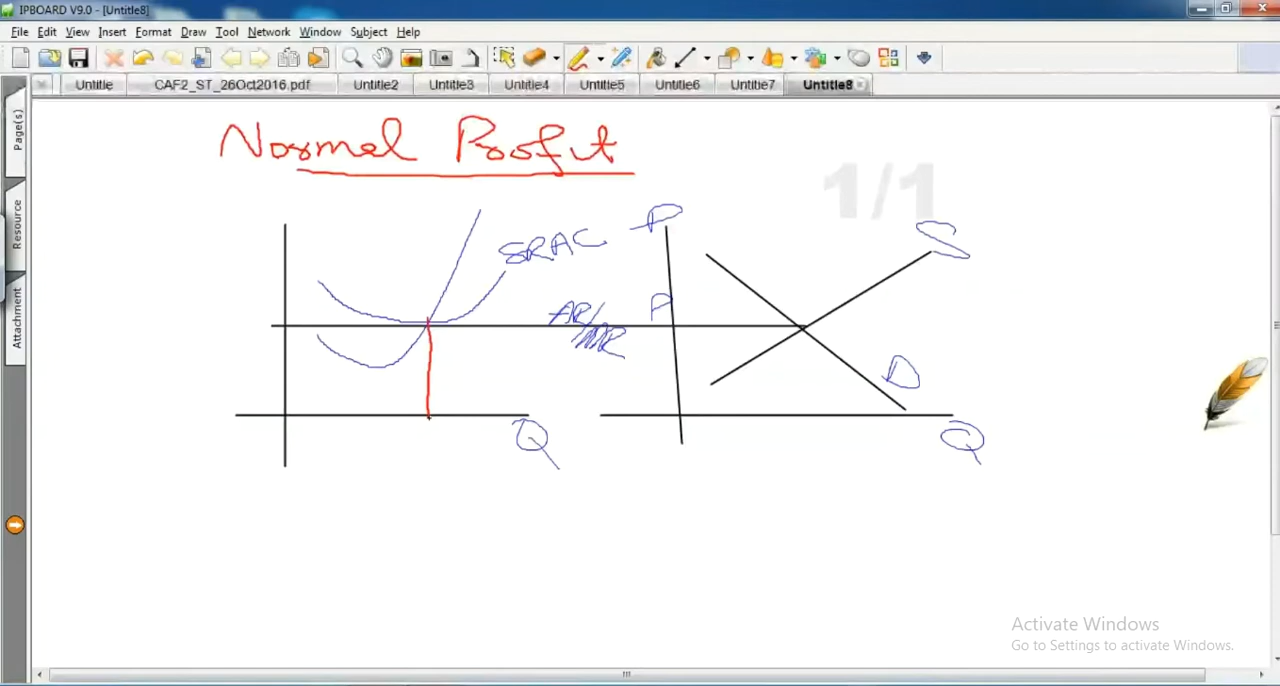 IPBOARD V9.0 - [Untitle8]
File Edit View Insert Format Draw Tool Network Window Subject Help
Untitle CAF2_ST_26Oct2016.pdf Untitle2 Untitle3 Untitle4 Untitle5 Untitle6 Untitle7 Untitle8
Page(s)
Resource
Attachment
Normal Profit
1/1
SRAC
P
S
AR/
MR
P
D
Q
Q
Activate Windows
Go to Settings to activate Windows.